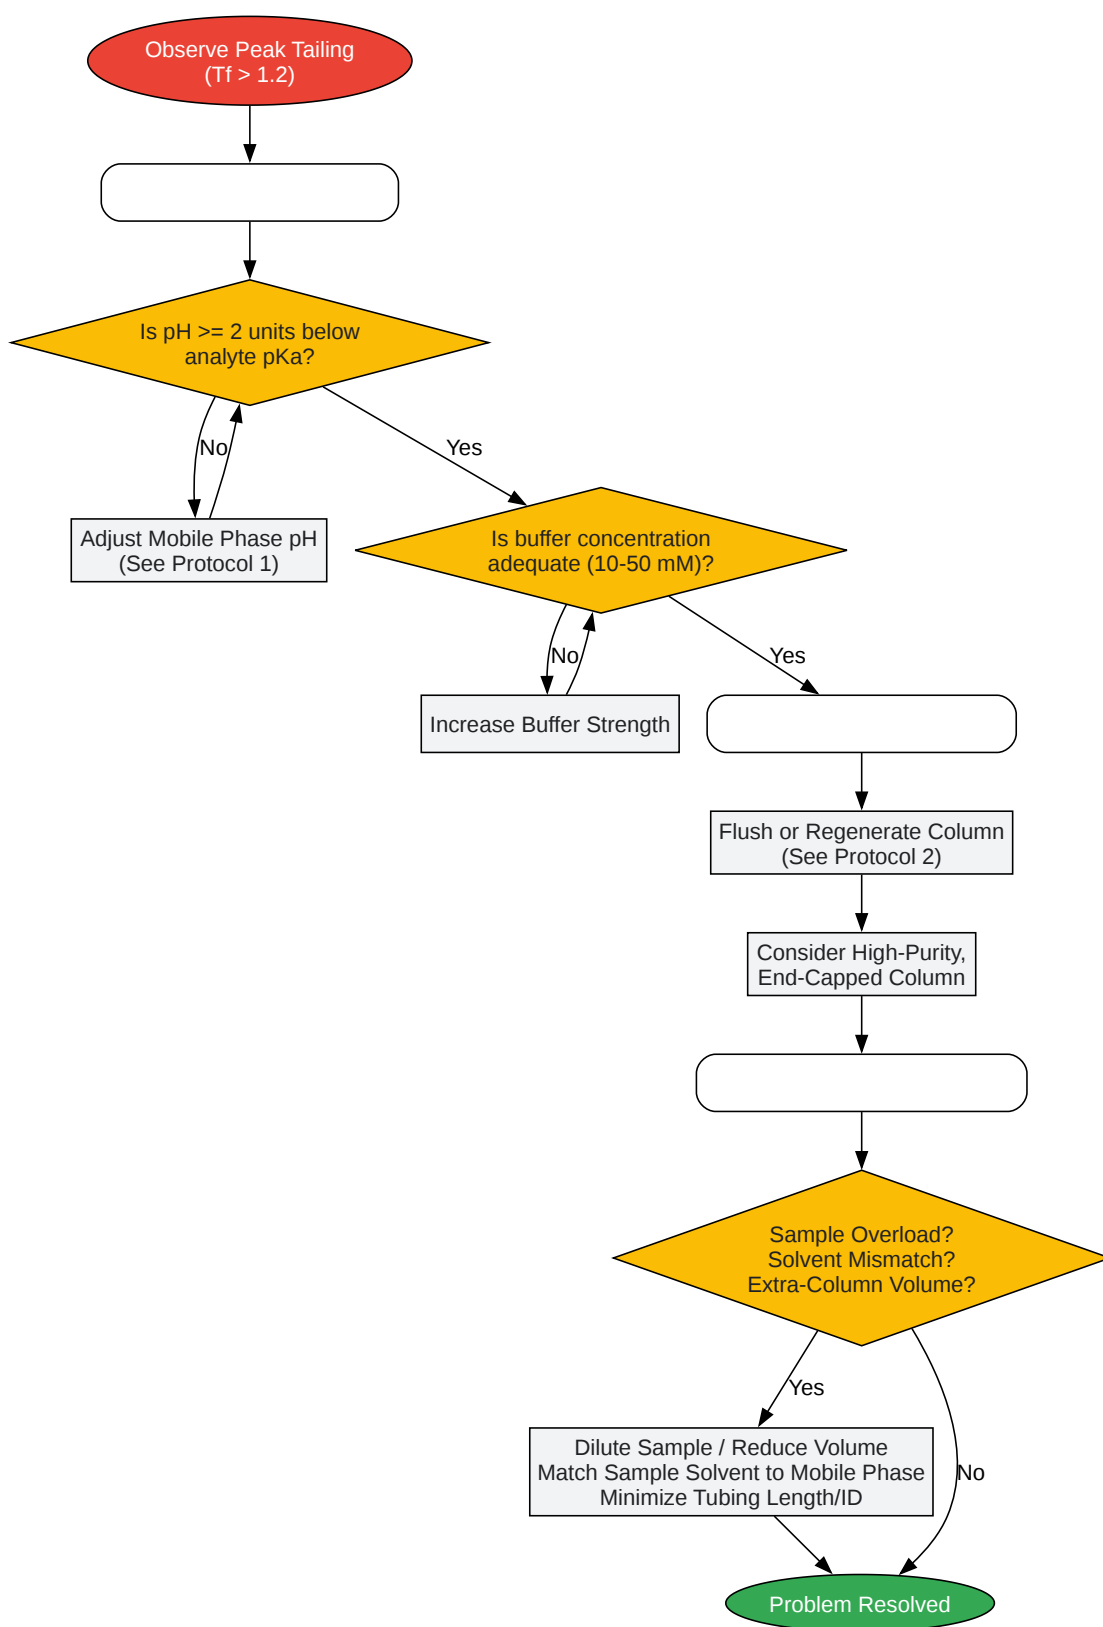 Observe Peak Tailing
(Tf > 1.2)
Is pH >= 2 units below
analyte pKa?
No
Yes
Adjust Mobile Phase pH
(See Protocol 1)
Is buffer concentration
adequate (10-50 mM)?
No
Yes
Increase Buffer Strength
Flush or Regenerate Column
(See Protocol 2)
Consider High-Purity,
End-Capped Column
Sample Overload?
Solvent Mismatch?
Extra-Column Volume?
Yes
Dilute Sample / Reduce Volume
Match Sample Solvent to Mobile Phase
Minimize Tubing Length/ID
No
Problem Resolved